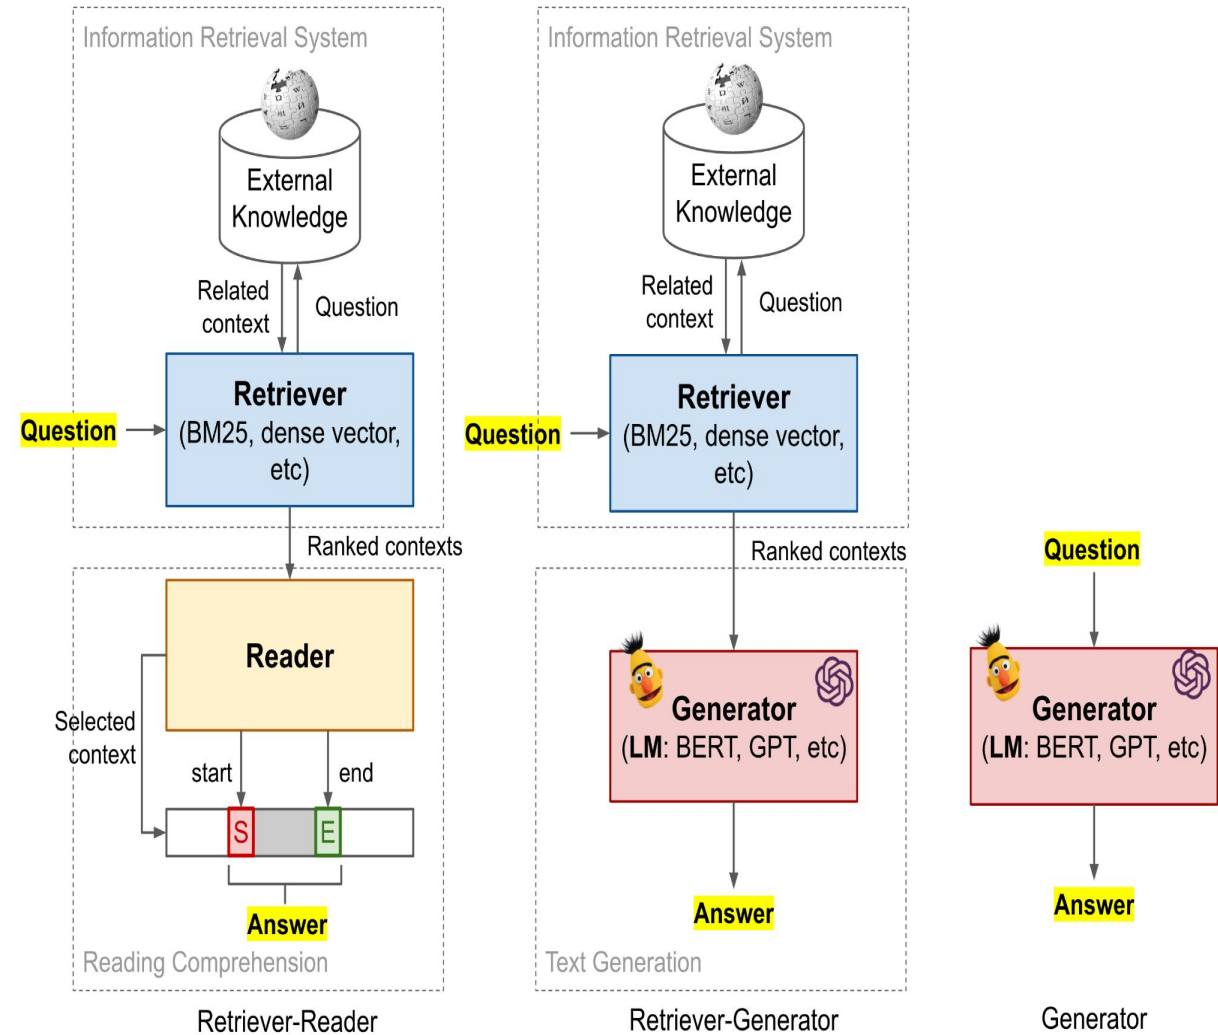 Information Retrieval System
External
Knowledge
Related
context
Question
Retriever
(BM25, dense vector,
etc)
Question
Ranked contexts
Reader
Selected
context
start
end
S
E
Answer
Reading Comprehension
Retriever-Reader
Information Retrieval System
External
Knowledge
Related
context
Question
Retriever
(BM25, dense vector,
etc)
Question
Ranked contexts
Generator
(LM: BERT, GPT, etc)
Answer
Text Generation
Retriever-Generator
Question
Generator
(LM: BERT, GPT, etc)
Answer
Generator